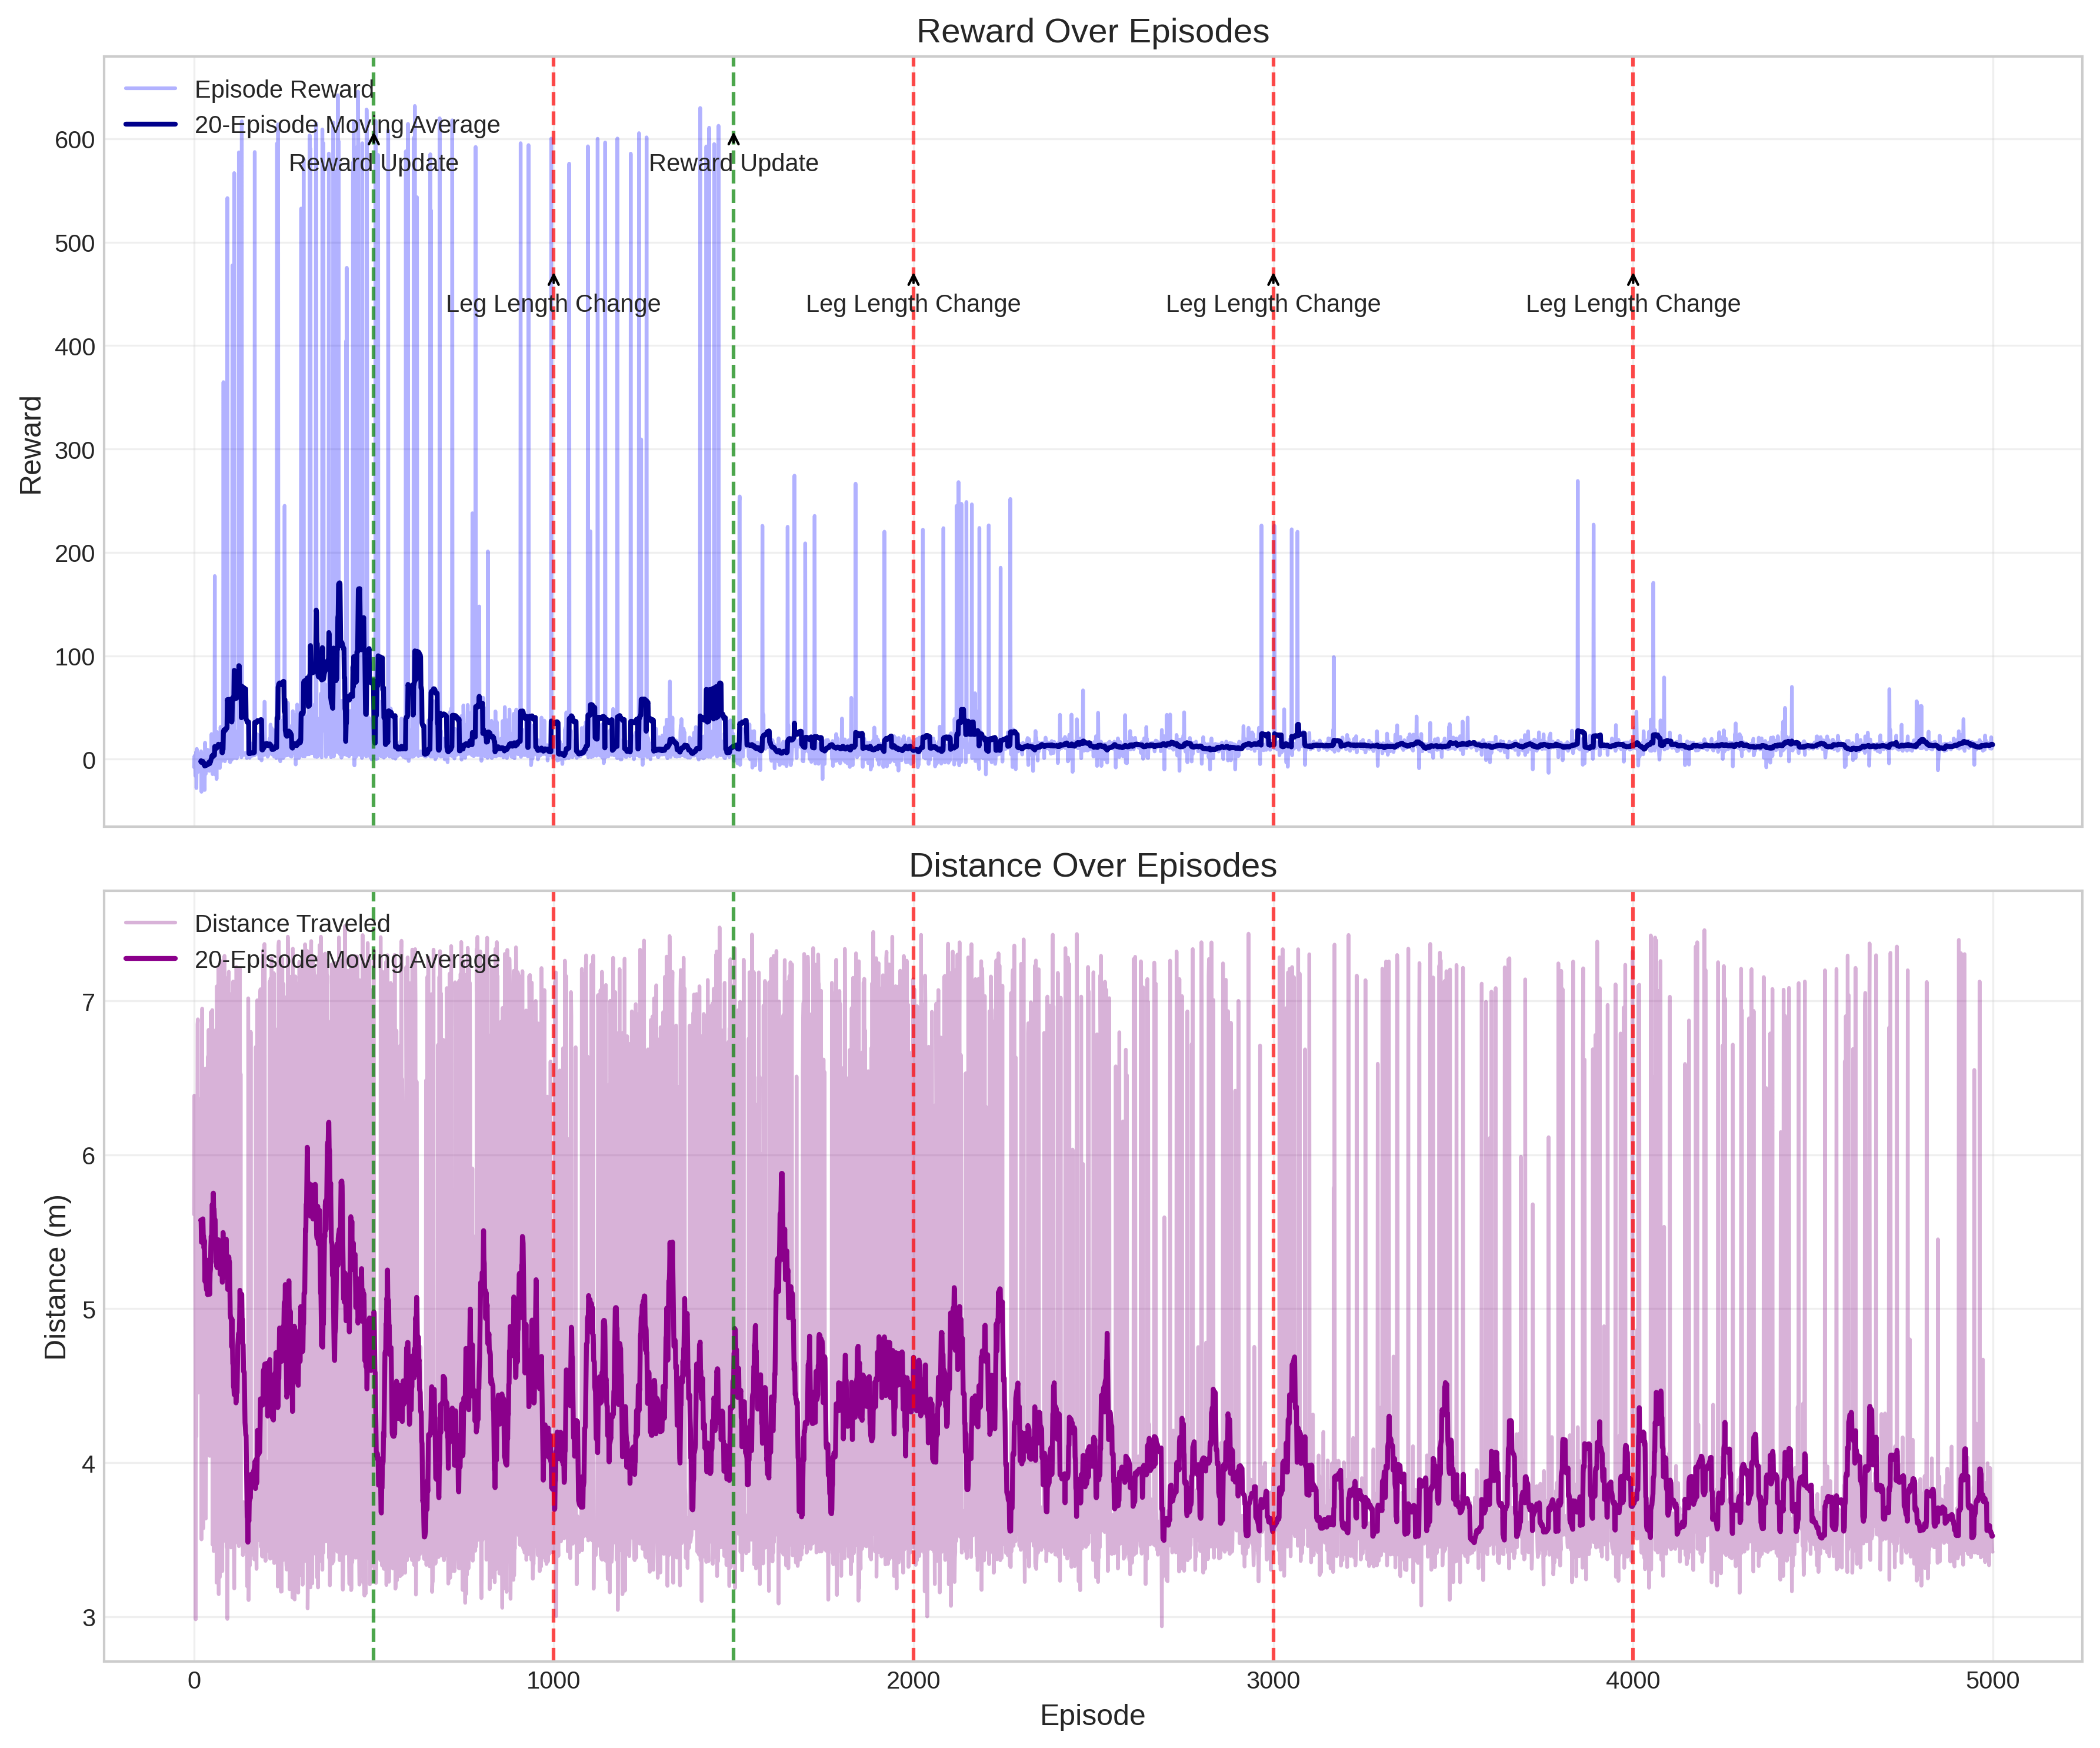 Reward Over Episodes
Episode Reward
20-Episode Moving Average
Reward Update
Reward Update
Leg Length Change
Leg Length Change
Leg Length Change
Leg Length Change
Reward
600
500
400
300
200
100
0
Distance Over Episodes
Distance Traveled
20-Episode Moving Average
Distance (m)
7
6
5
4
3
0
1000
2000
3000
4000
5000
Episode